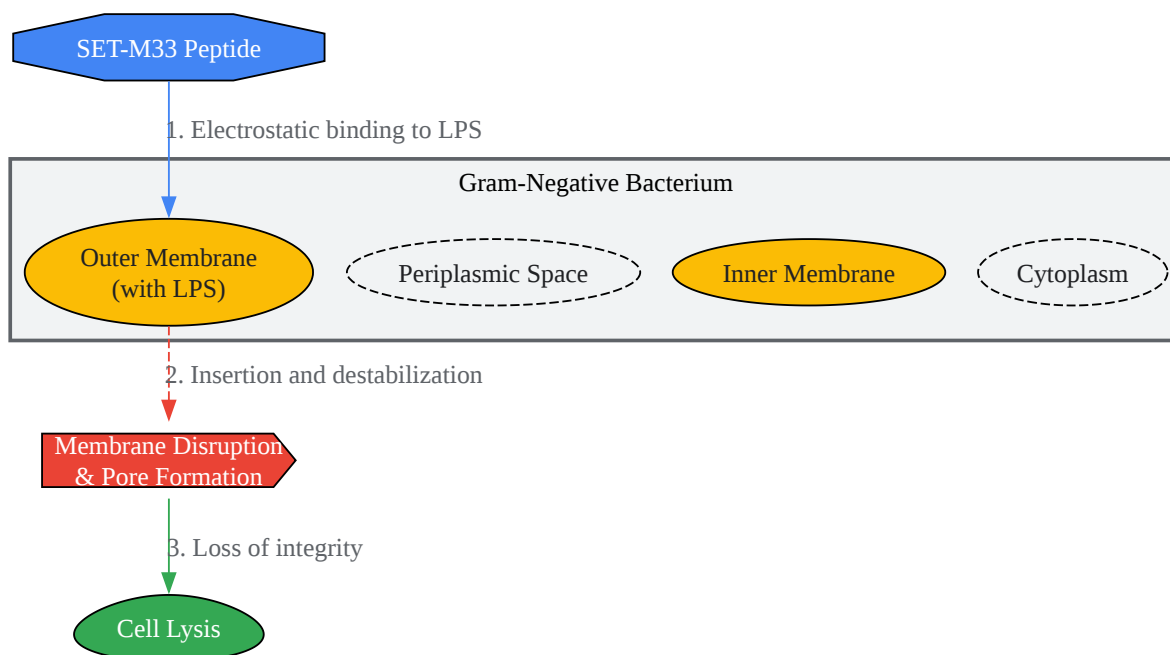 SET-M33 Peptide
1. Electrostatic binding to LPS
Gram-Negative Bacterium
Outer Membrane
(with LPS)
Periplasmic Space
Inner Membrane
Cytoplasm
2. Insertion and destabilization
Membrane Disruption
& Pore Formation
3. Loss of integrity
Cell Lysis